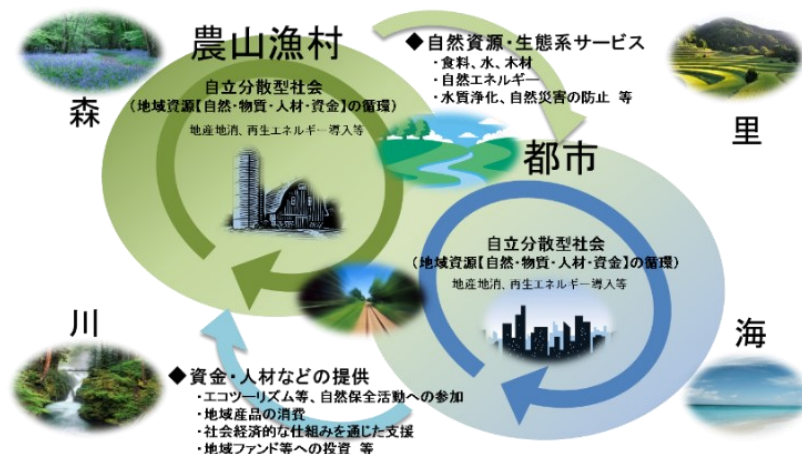 農山漁村
自立分散型社会
（地域資源【自然・物質・人材・資金】の循環）
地産地消、再生エネルギー導入等
◆自然資源・生態系サービス
・食料、水、木材
・自然エネルギー
・水質浄化、自然災害の防止 等
森
里
都市
自立分散型社会
（地域資源【自然・物質・人材・資金】の循環）
地産地消、再生エネルギー導入等
川
海
◆資金・人材などの提供
・エコツーリズム等、自然保全活動への参加
・地域産品の消費
・社会経済的な仕組みを通じた支援
・地域ファンド等への投資 等